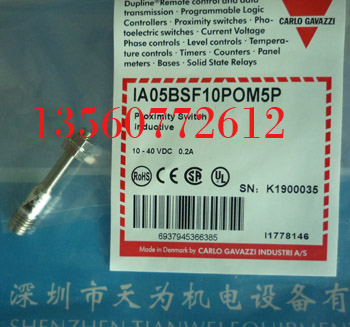 Dupline Remote control and data
transmission - Programmable Logic
Controllers - Proximity switches - Pho-
toelectric switches - Current Voltage
Phase controls - Level controls - Tempera-
ture controls - Timers - Counters - Panel
meters - Bases - Solid State Relays
CARLO GAVAZZI
IA05BSF10POM5P
13560772612
Proximity Switch
Inductive
10 - 40 VDC 0.2A
RoHS CE UL
SN: K1900035
6937945366385
I1778146
Made in Denmark by CARLO GAVAZZI INDUSTRI A/S
深圳市天为机电设备有
SHENZHEN TIANWEI